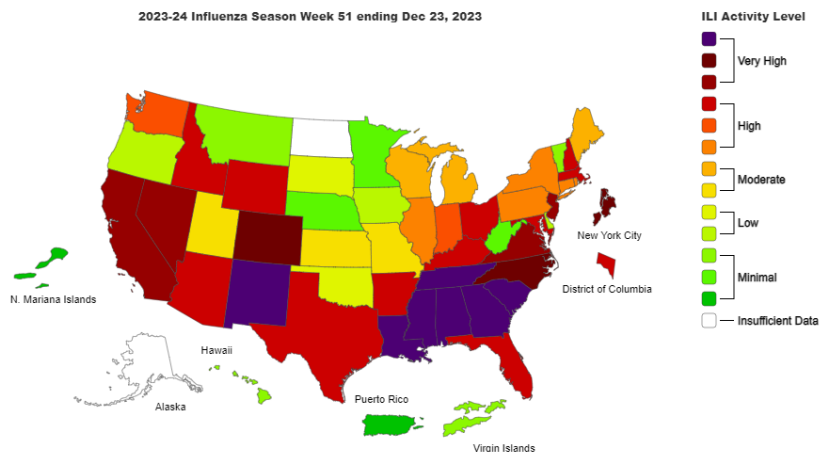 2023-24 Influenza Season Week 51 ending Dec 23, 2023
ILI Activity Level
Very High
High
Moderate
Low
Minimal
Insufficient Data
New York City
District of Columbia
N. Mariana Islands
Hawaii
Alaska
Puerto Rico
Virgin Islands